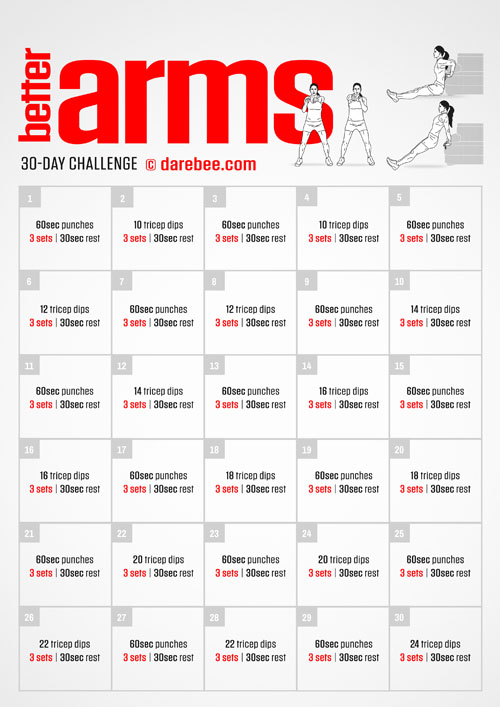 better
arms
30-DAY CHALLENGE © darebee.com
1
60sec punches
3 sets | 30sec rest
2
10 tricep dips
3 sets | 30sec rest
3
60sec punches
3 sets | 30sec rest
4
10 tricep dips
3 sets | 30sec rest
5
60sec punches
3 sets | 30sec rest
6
12 tricep dips
3 sets | 30sec rest
7
60sec punches
3 sets | 30sec rest
8
12 tricep dips
3 sets | 30sec rest
9
60sec punches
3 sets | 30sec rest
10
14 tricep dips
3 sets | 30sec rest
11
60sec punches
3 sets | 30sec rest
12
14 tricep dips
3 sets | 30sec rest
13
60sec punches
3 sets | 30sec rest
14
16 tricep dips
3 sets | 30sec rest
15
60sec punches
3 sets | 30sec rest
16
16 tricep dips
3 sets | 30sec rest
17
60sec punches
3 sets | 30sec rest
18
18 tricep dips
3 sets | 30sec rest
19
60sec punches
3 sets | 30sec rest
20
18 tricep dips
3 sets | 30sec rest
21
60sec punches
3 sets | 30sec rest
22
20 tricep dips
3 sets | 30sec rest
23
60sec punches
3 sets | 30sec rest
24
20 tricep dips
3 sets | 30sec rest
25
60sec punches
3 sets | 30sec rest
26
22 tricep dips
3 sets | 30sec rest
27
60sec punches
3 sets | 30sec rest
28
22 tricep dips
3 sets | 30sec rest
29
60sec punches
3 sets | 30sec rest
30
24 tricep dips
3 sets | 30sec rest